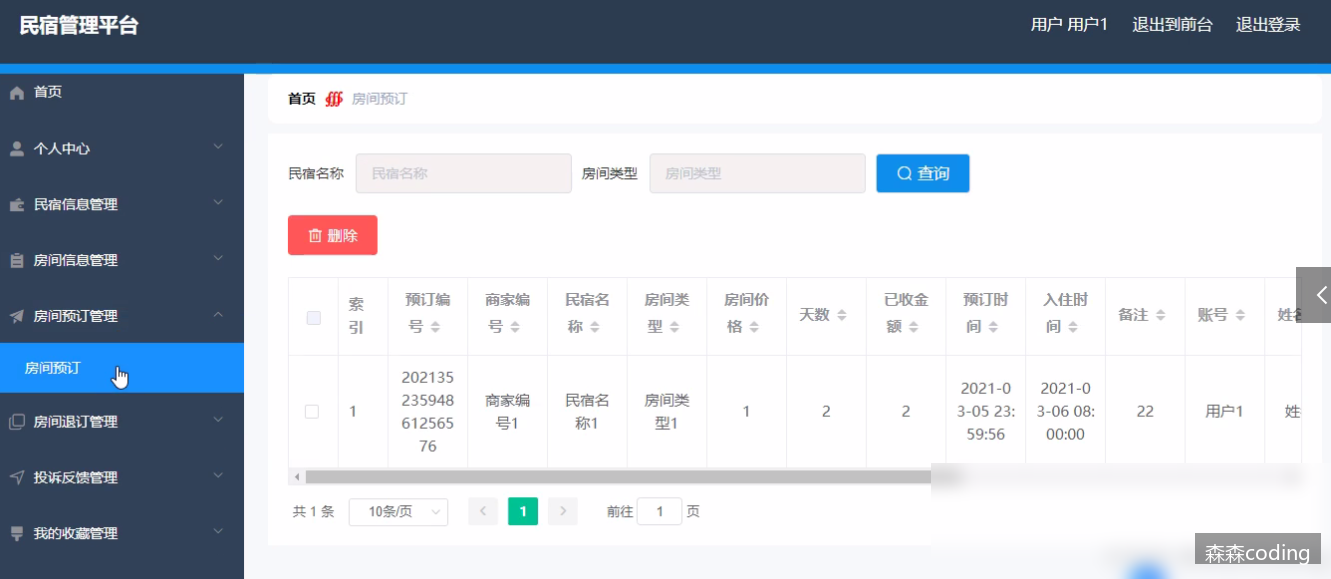 民宿管理平台
用户 用户1 退出到前台 退出登录
首页
个人中心
民宿信息管理
房间信息管理
房间预订管理
房间预订
房间退订管理
投诉反馈管理
我的收藏管理
首页 房间预订
民宿名称 民宿名称 房间类型 房间类型 查询
删除
索
引
预订编
号
商家编
号
民宿名
称
房间类
型
房间价
格
天数
已收金
额
预订时
间
入住时
间
备注
账号
姓名
1
202135
235948
612565
76
商家编
号1
民宿名
称1
房间类
型1
1
2
2
2021-0
3-05 23:
59:56
2021-0
3-06 08:
00:00
22
用户1
姓
共 1 条 10条/页 1 前往 1 页
森森coding